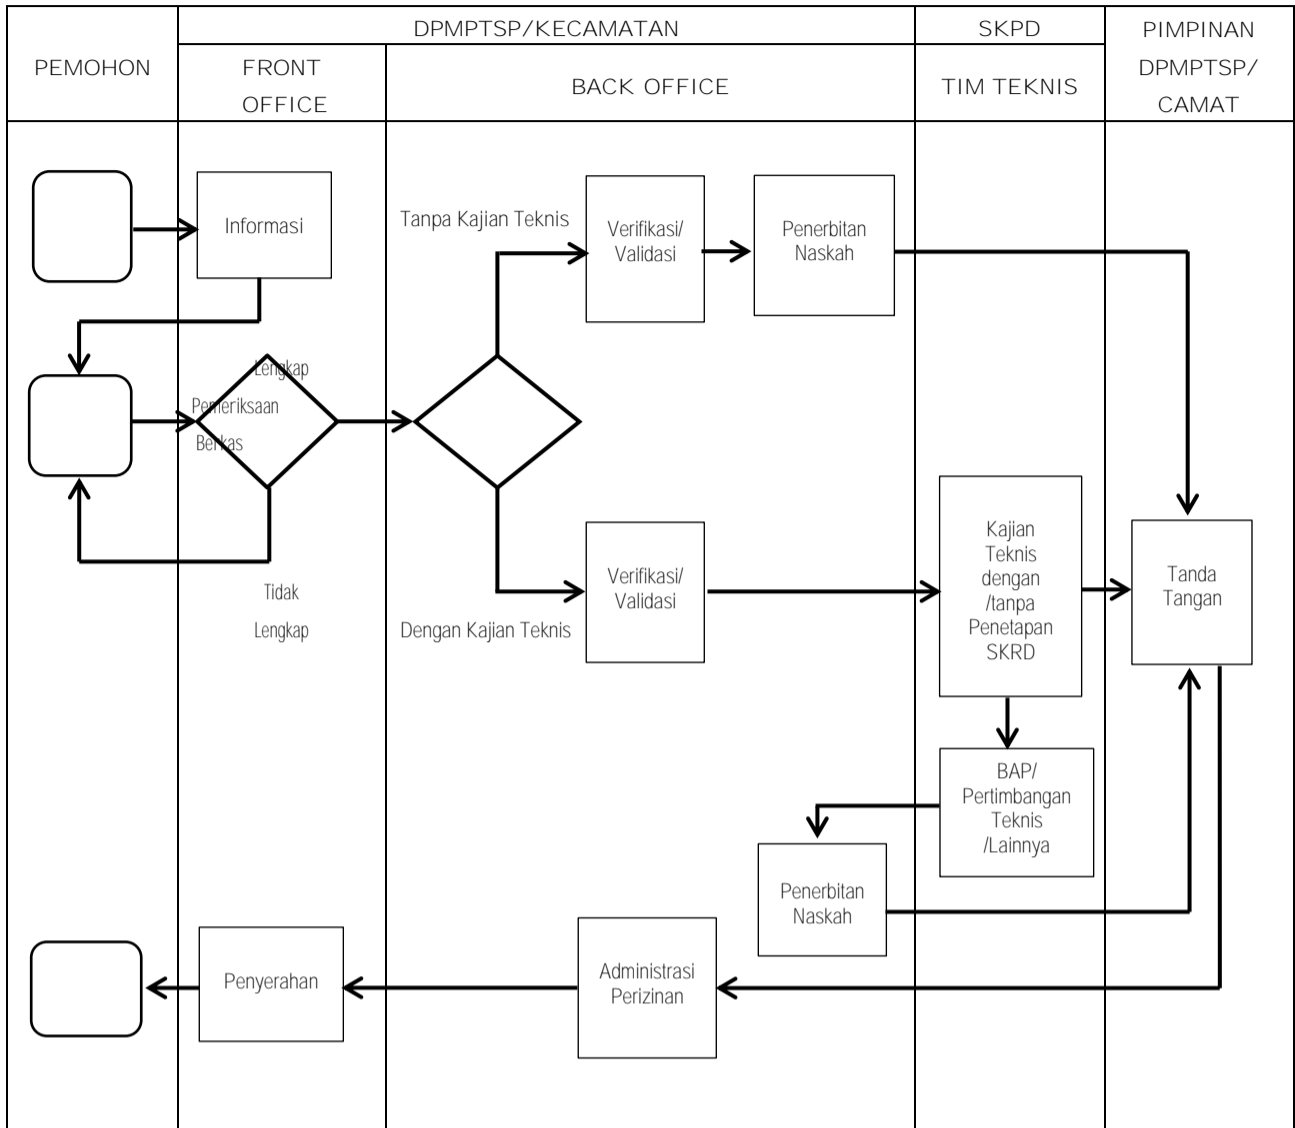 DPMPTSP/KECAMATAN
SKPD
PIMPINAN
DPMPTSP/
CAMAT
PEMOHON
FRONT
OFFICE
BACK OFFICE
TIM TEKNIS
Informasi
Tanpa Kajian Teknis
Verifikasi/
Validasi
Penerbitan
Naskah
Lengkap
Pemeriksaan
Berkas
Tidak
Lengkap
Dengan Kajian Teknis
Verifikasi/
Validasi
Kajian
Teknis
dengan
/tanpa
Penetapan
SKRD
Tanda
Tangan
BAP/
Pertimbangan
Teknis
/Lainnya
Penerbitan
Naskah
Administrasi
Perizinan
Penyerahan